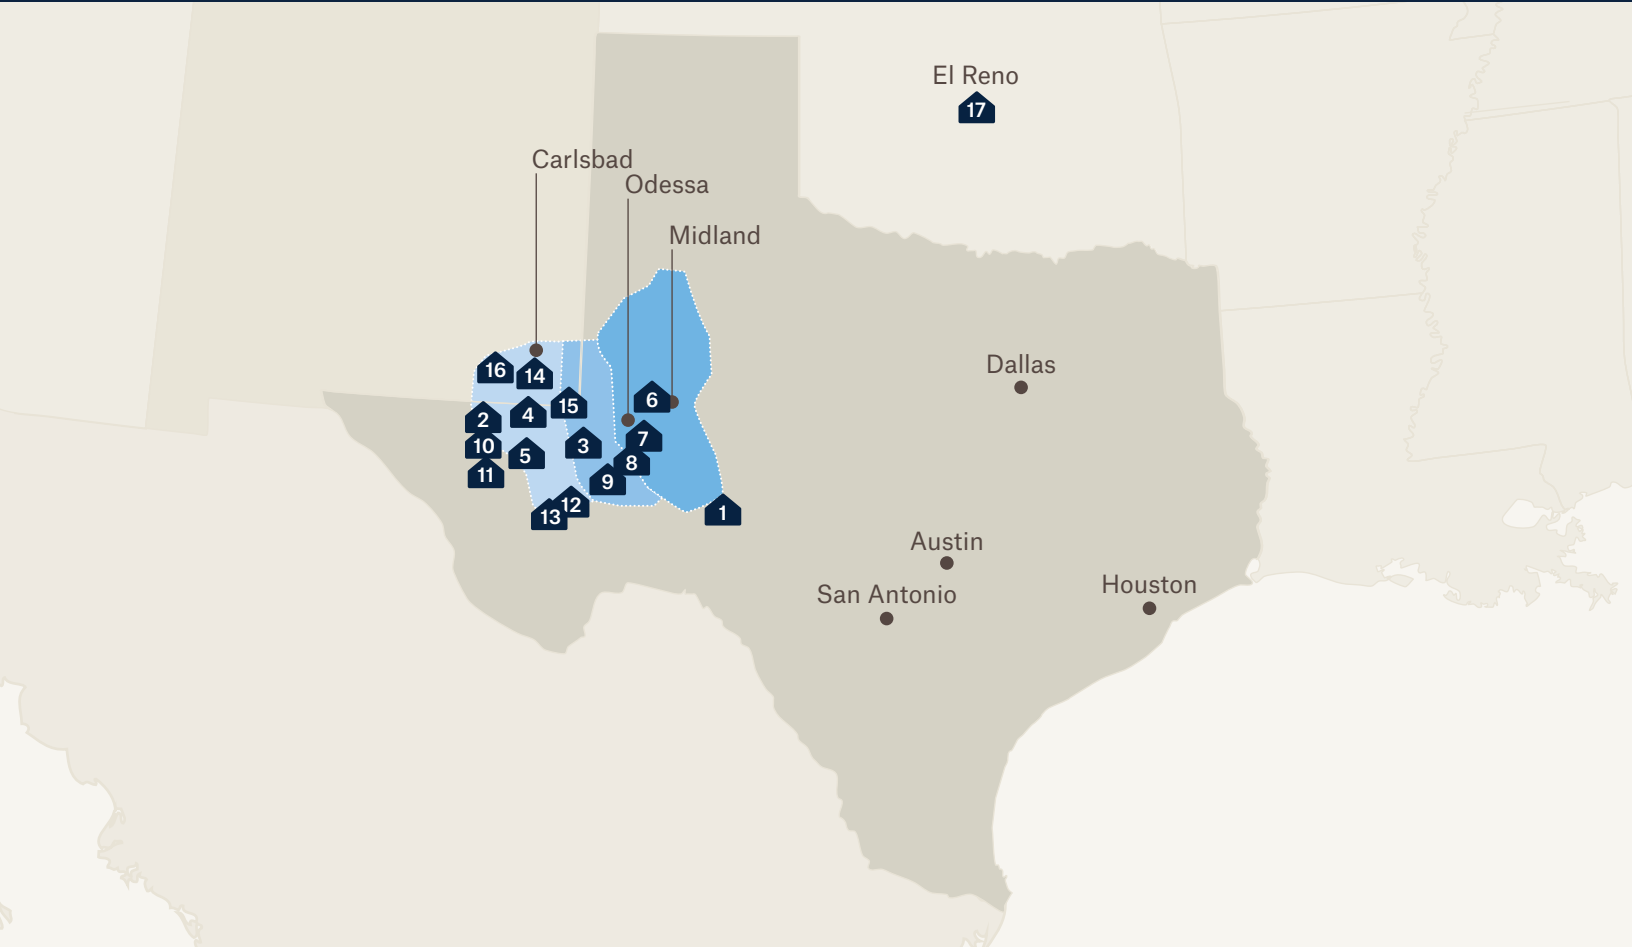 El Reno
17
Carlsbad
Odessa
Midland
Dallas
16
14
6
15
2
4
7
10
3
5
8
11
9
12
13
1
Austin
San Antonio
Houston